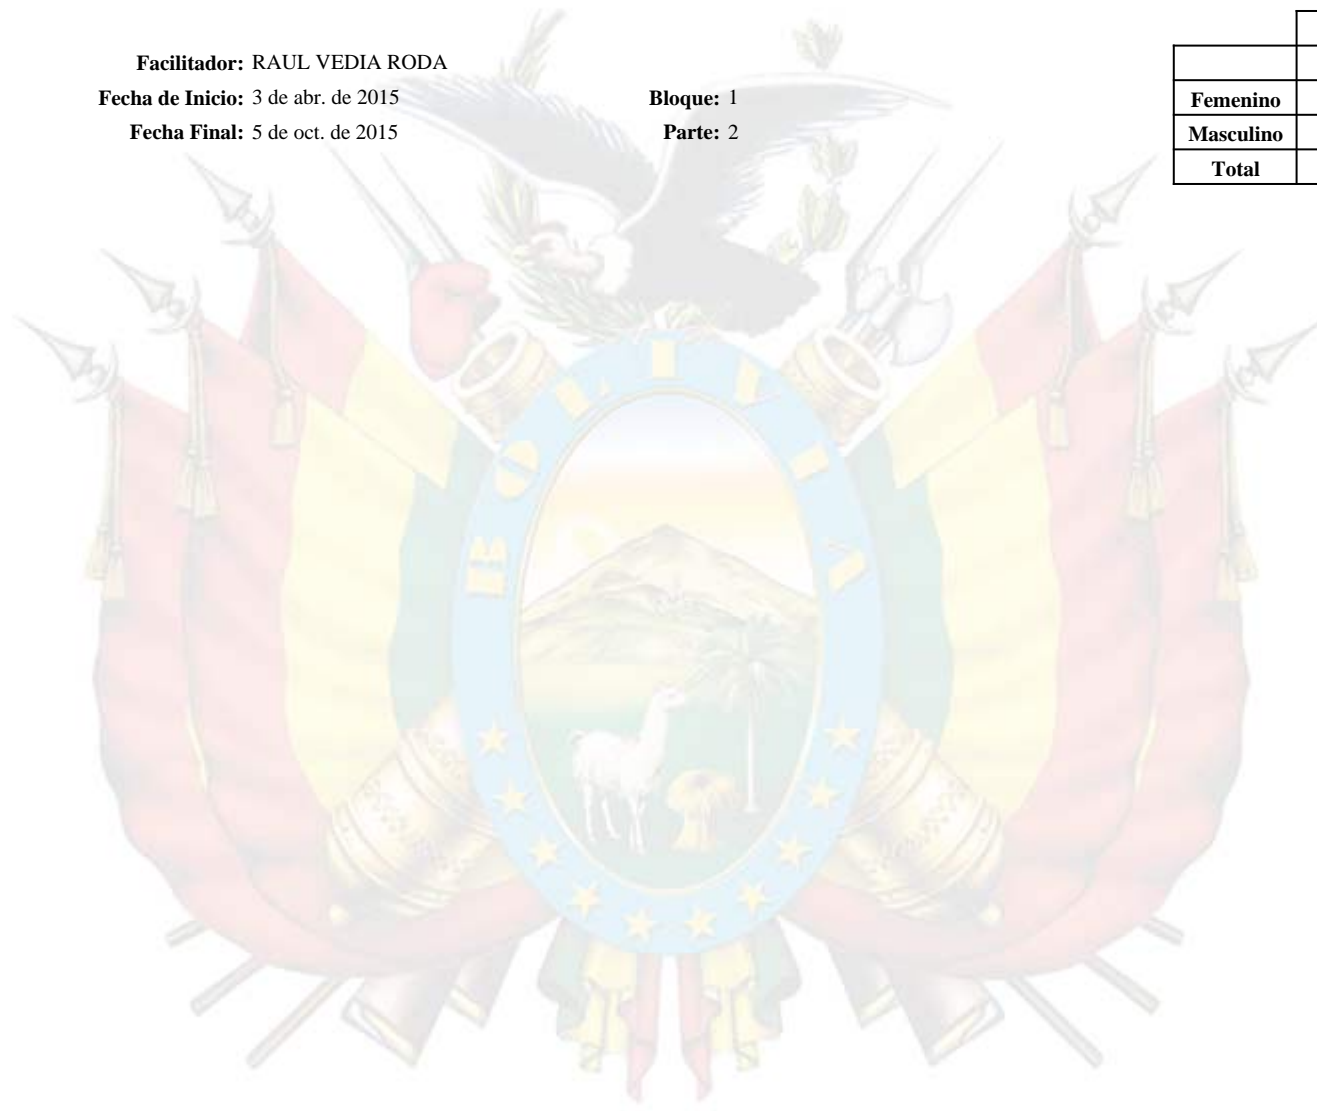 Facilitador: RAUL VEDIA RODA
Fecha de Inicio: 3 de abr. de 2015
Bloque: 1
Fecha Final: 5 de oct. de 2015
Parte: 2
Femenino
Masculino
Total
BOLIVIA